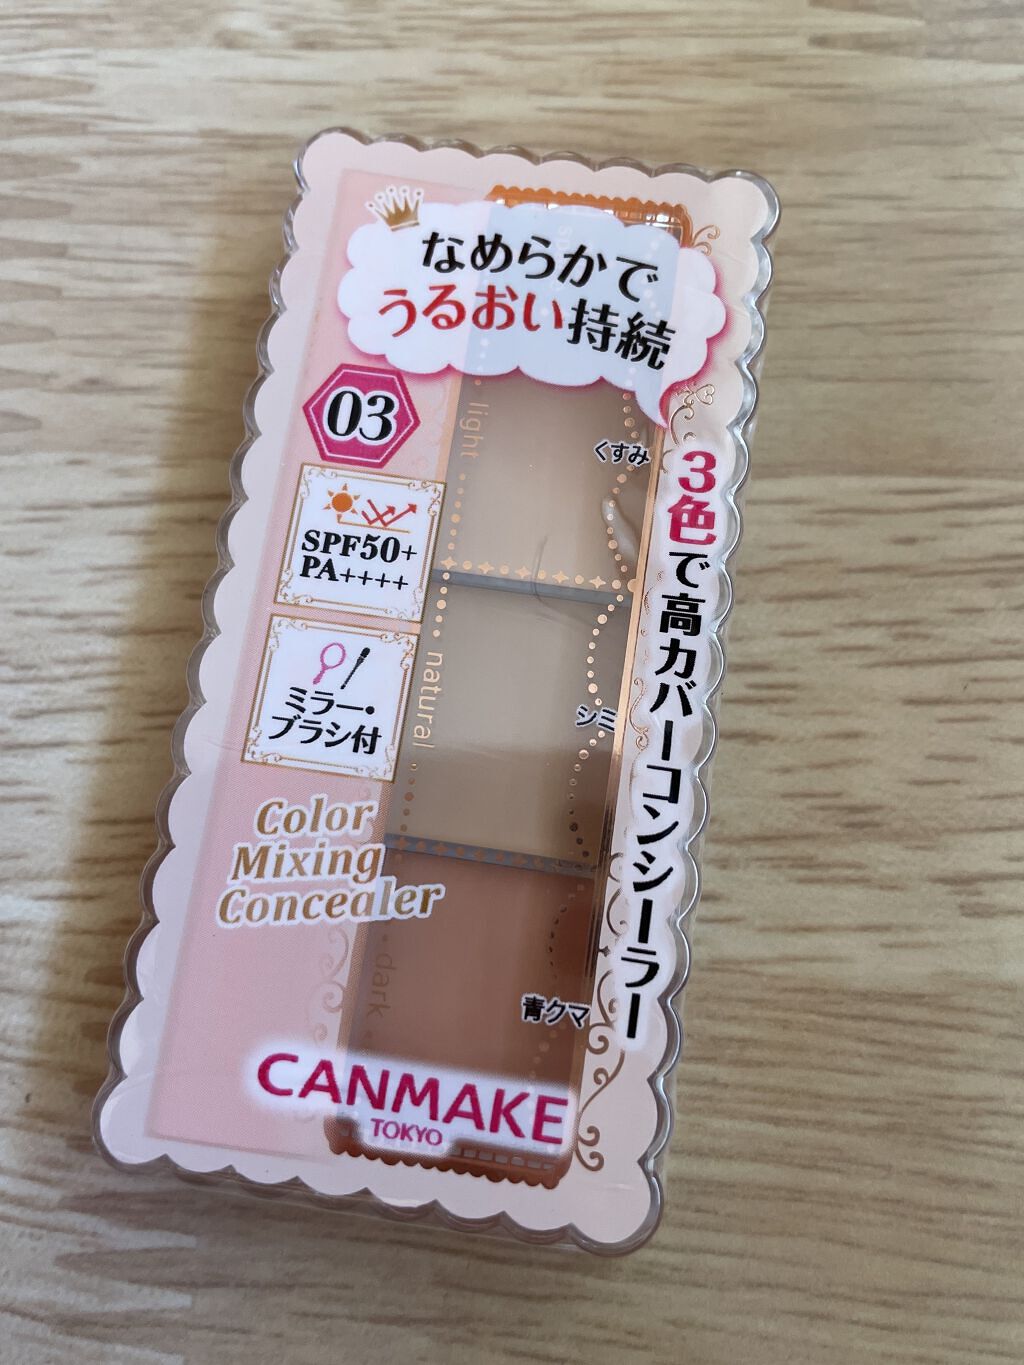 なめらかで
うるおい持続
03
SPF50+
PA++++
ミラー・
ブラシ付
Color
Mixing
Concealer
light
くすみ
natural
シミ
dark
青クマ
3色で高カバーコンシーラー
CANMAKE
TOKYO